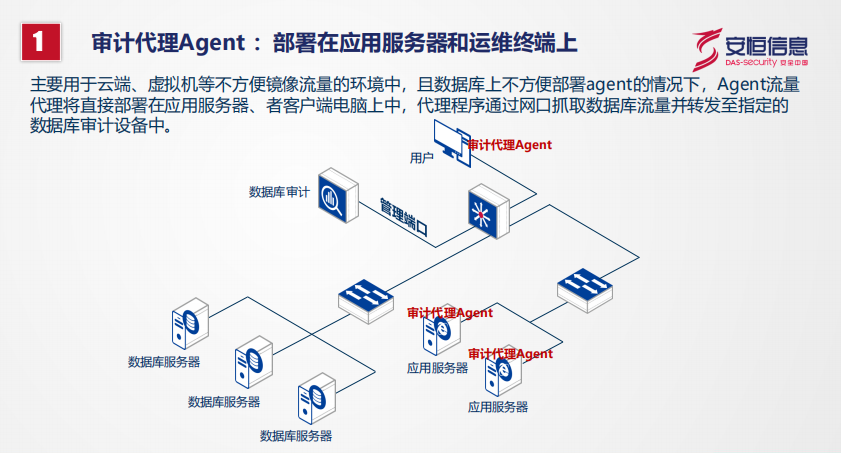 1
审计代理Agent ：部署在应用服务器和运维终端上
安恒信息
DAS-security 安全中国
主要用于云端、虚拟机等不方便镜像流量的环境中，且数据库上不方便部署agent的情况下，Agent流量
代理将直接部署在应用服务器、者客户端电脑上中，代理程序通过网口抓取数据库流量并转发至指定的
数据库审计设备中。
审计代理Agent
用户
数据库审计
管理端口
审计代理Agent
审计代理Agent
数据库服务器
应用服务器
数据库服务器
应用服务器
数据库服务器